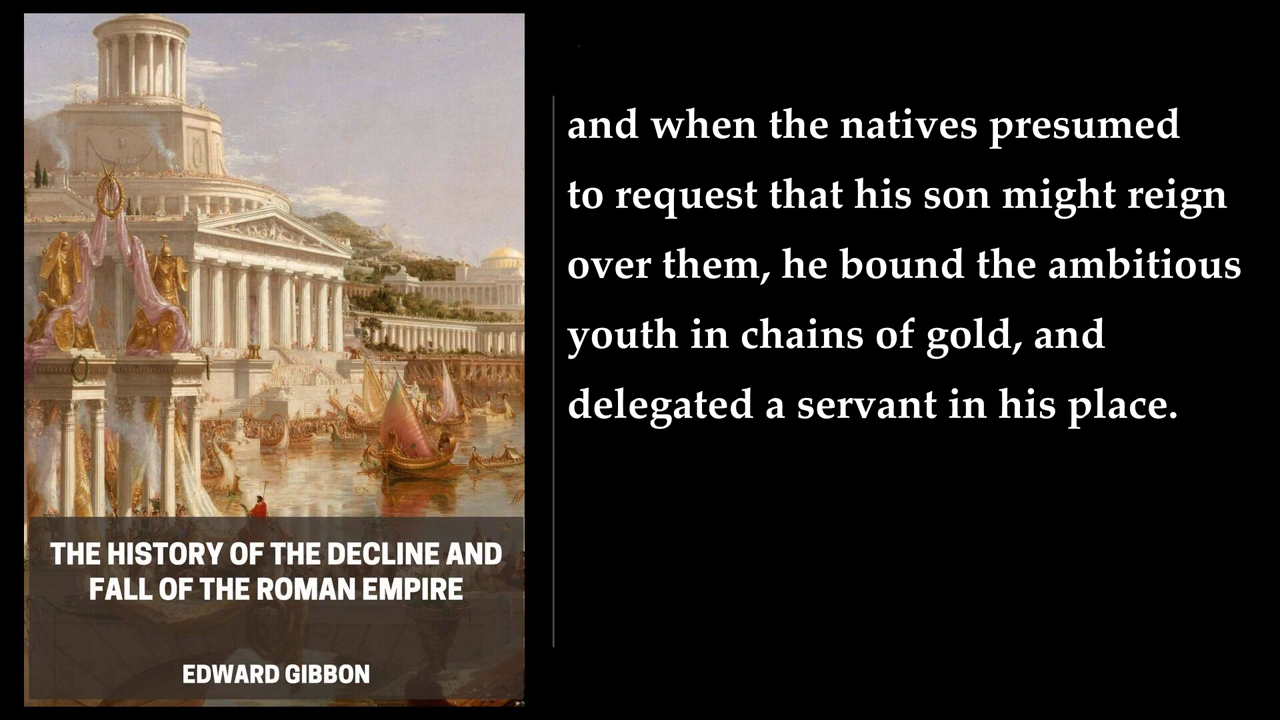 THE HISTORY OF THE DECLINE AND
FALL OF THE ROMAN EMPIRE
EDWARD GIBBON
and when the natives presumed
to request that his son might reign
over them, he bound the ambitious
youth in chains of gold, and
delegated a servant in his place.